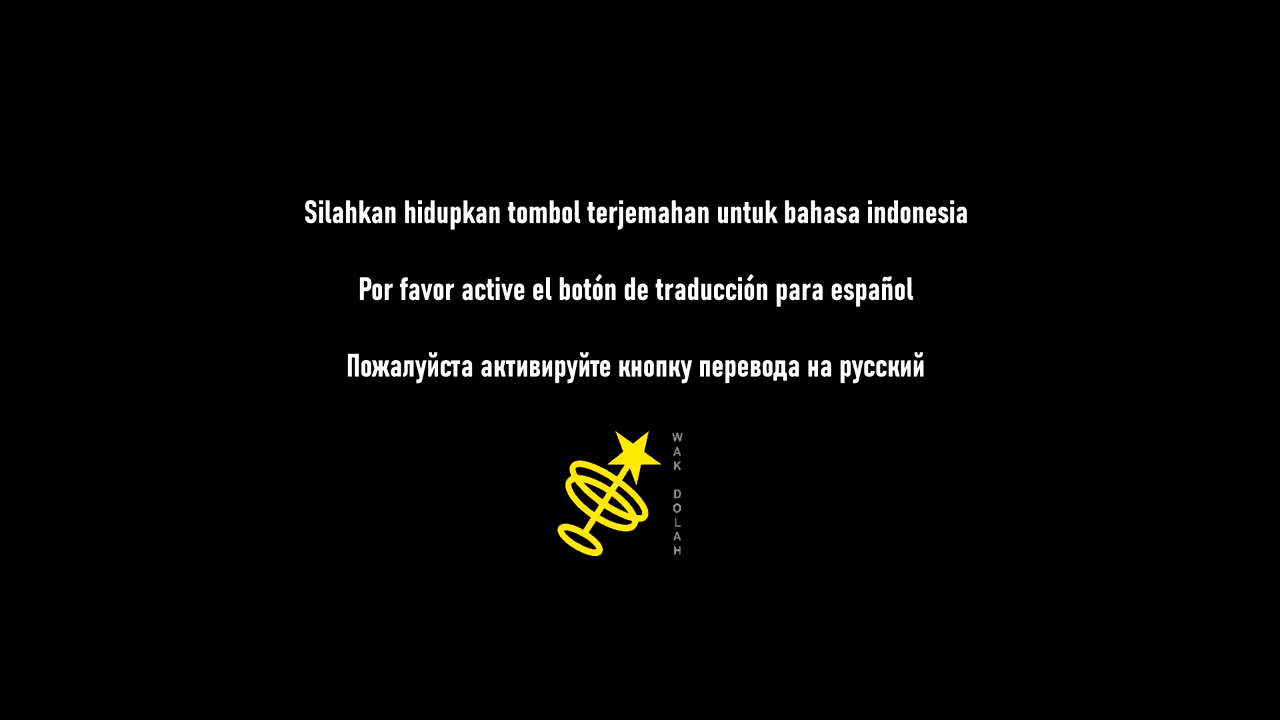 Silahkan hidupkan tombol terjemahan untuk bahasa indonesia
Por favor active el botón de traducción para español
Пожалуйста активируйте кнопку перевода на русский
WAK DOLAH